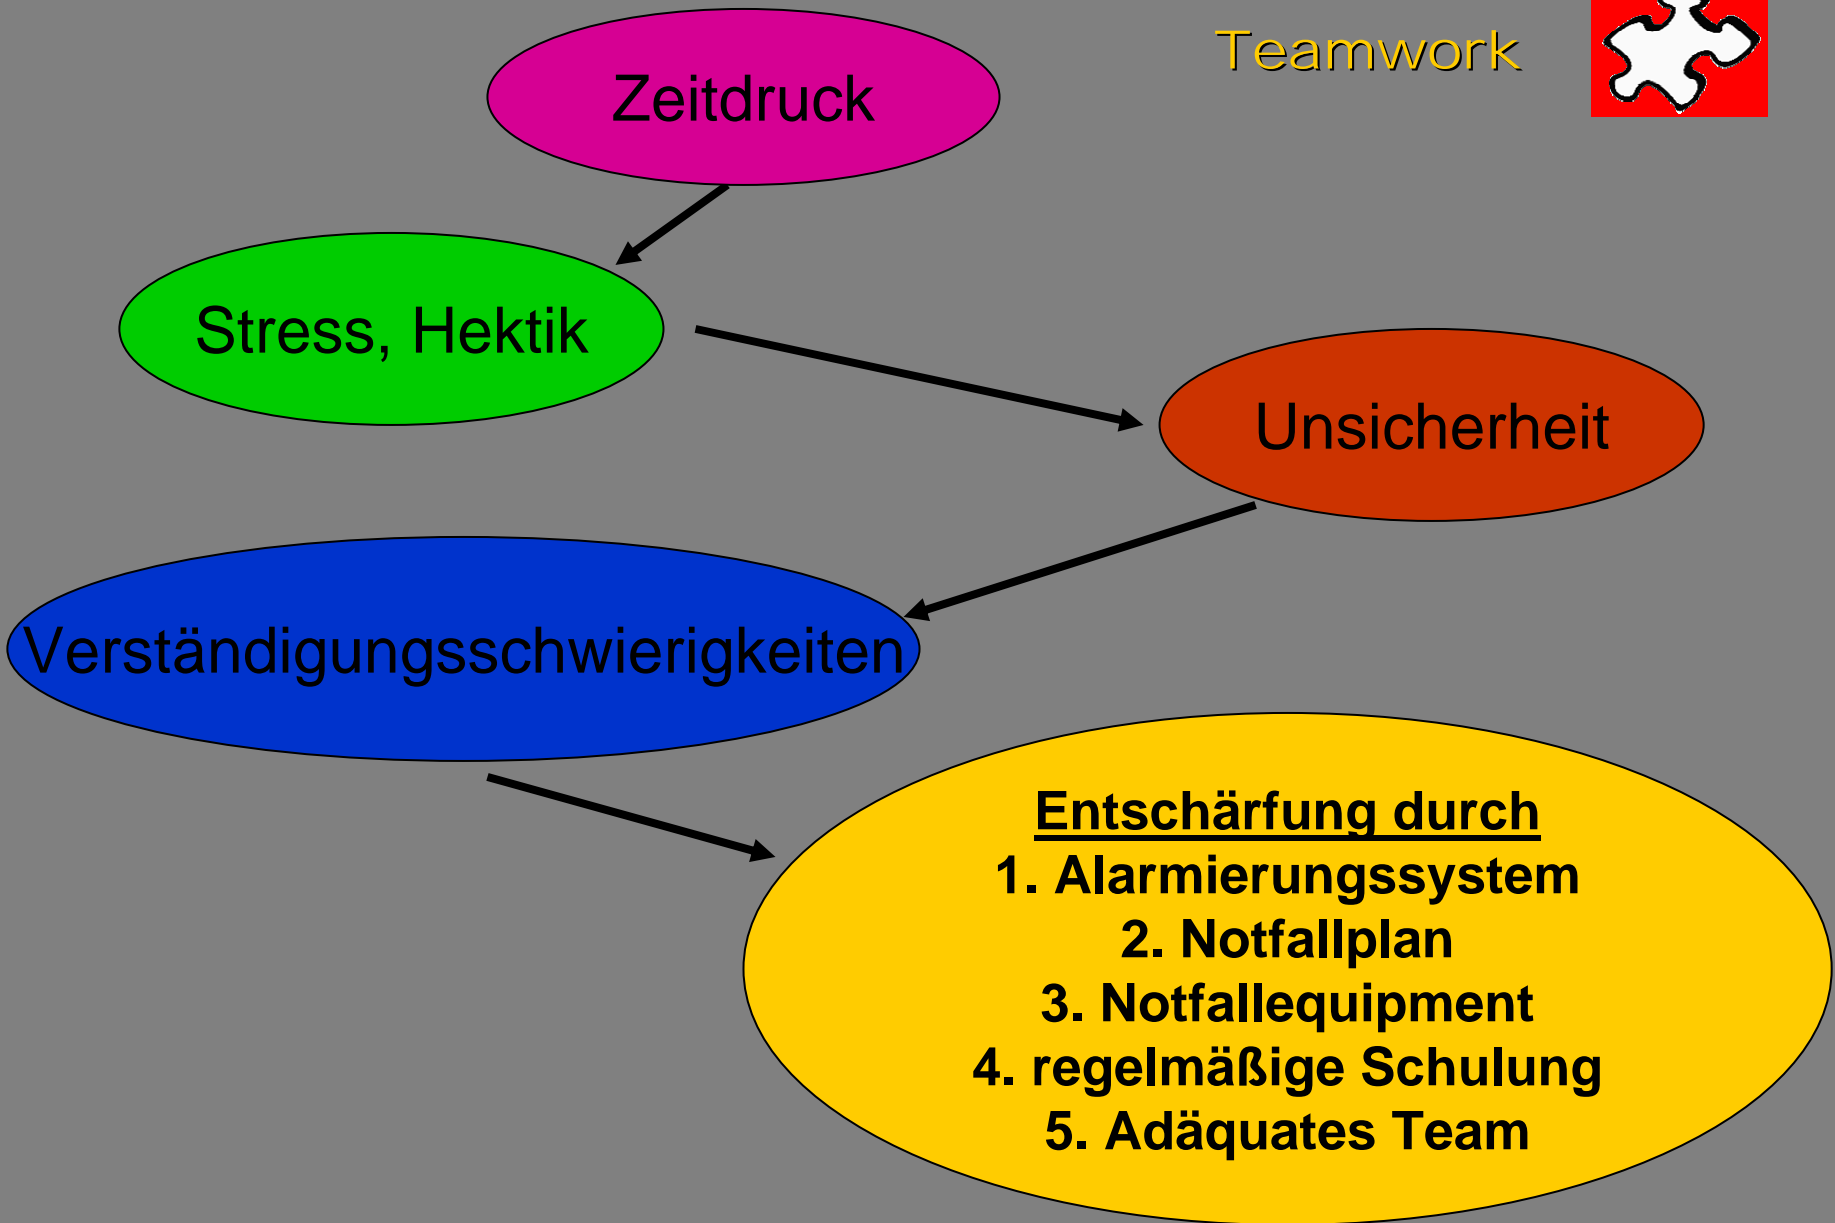 Teamwork
Zeitdruck
Stress, Hektik
Unsicherheit
Verständigungsschwierigkeiten
Entschärfung durch
1. Alarmierungssystem
2. Notfallplan
3. Notfallequipment
4. regelmäßige Schulung
5. Adäquates Team